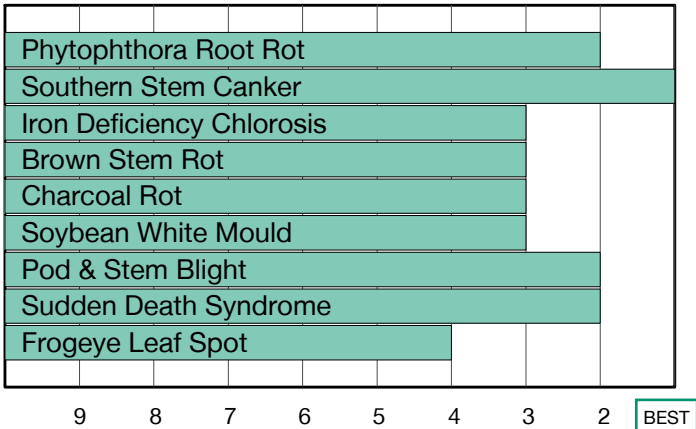 Phytophthora Root Rot
Southern Stem Canker
Iron Deficiency Chlorosis
Brown Stem Rot
Charcoal Rot
Soybean White Mould
Pod & Stem Blight
Sudden Death Syndrome
Frogeye Leaf Spot
9 8 7 6 5 4 3 2 BEST